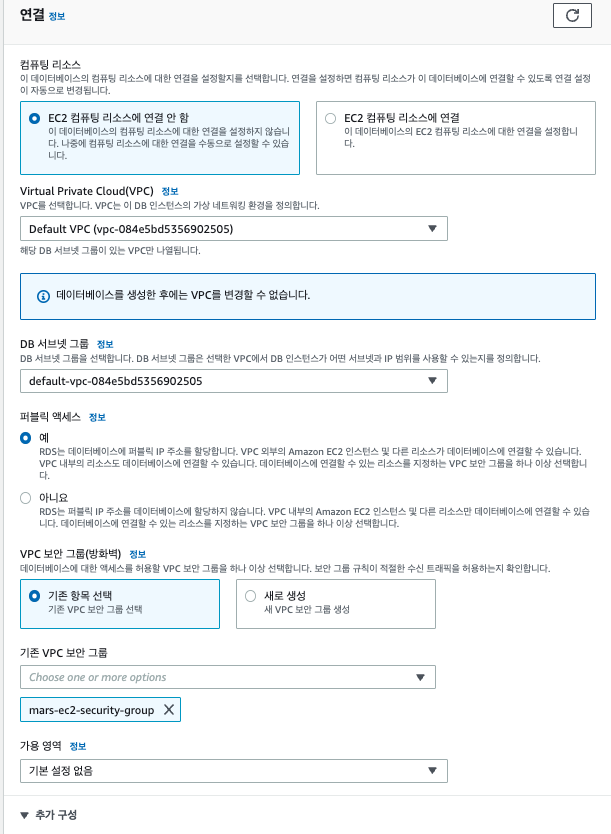 연결 정보
컴퓨팅 리소스
이 데이터베이스의 컴퓨팅 리소스에 대한 연결을 설정할지를 선택합니다. 연결을 설정하면 컴퓨팅 리소스가 이 데이터베이스에 연결할 수 있도록 연결 설정
이 자동으로 변경됩니다.
EC2 컴퓨팅 리소스에 연결 안 함
이 데이터베이스의 컴퓨팅 리소스에 대한 연결을 설정하지 않습니
다. 나중에 컴퓨팅 리소스에 대한 연결을 수동으로 설정할 수 있습
니다.
EC2 컴퓨팅 리소스에 연결
이 데이터베이스의 EC2 컴퓨팅 리소스에 대한 연결을 설정합니
다.
Virtual Private Cloud(VPC) 정보
VPC를 선택합니다. VPC는 이 DB 인스턴스의 가상 네트워킹 환경을 정의합니다.
Default VPC (vpc-084e5bd5356902505)
해당 DB 서브넷 그룹이 있는 VPC만 나열됩니다.
데이터베이스를 생성한 후에는 VPC를 변경할 수 없습니다.
DB 서브넷 그룹 정보
DB 서브넷 그룹을 선택합니다. DB 서브넷 그룹은 선택한 VPC에서 DB 인스턴스가 어떤 서브넷과 IP 범위를 사용할 수 있는지를 정의합니다.
default-vpc-084e5bd5356902505
퍼블릭 액세스 정보
예
RDS는 데이터베이스에 퍼블릭 IP 주소를 할당합니다. VPC 외부의 Amazon EC2 인스턴스 및 다른 리소스가 데이터베이스에 연결할 수 있습니다.
VPC 내부의 리소스도 데이터베이스에 연결할 수 있습니다. 데이터베이스에 연결할 수 있는 리소스를 지정하는 VPC 보안 그룹을 하나 이상 선택합니
다.
아니요
RDS는 퍼블릭 IP 주소를 데이터베이스에 할당하지 않습니다. VPC 내부의 Amazon EC2 인스턴스 및 다른 리소스만 데이터베이스에 연결할 수 있습
니다. 데이터베이스에 연결할 수 있는 리소스를 지정하는 VPC 보안 그룹을 하나 이상 선택합니다.
VPC 보안 그룹(방화벽) 정보
데이터베이스에 대한 액세스를 허용할 VPC 보안 그룹을 하나 이상 선택합니다. 보안 그룹 규칙이 적절한 수신 트래픽을 허용하는지 확인합니다.
기존 항목 선택
기존 VPC 보안 그룹 선택
새로 생성
새 VPC 보안 그룹 생성
기존 VPC 보안 그룹
Choose one or more options
mars-ec2-security-group
가용 영역 정보
기본 설정 없음
추가 구성